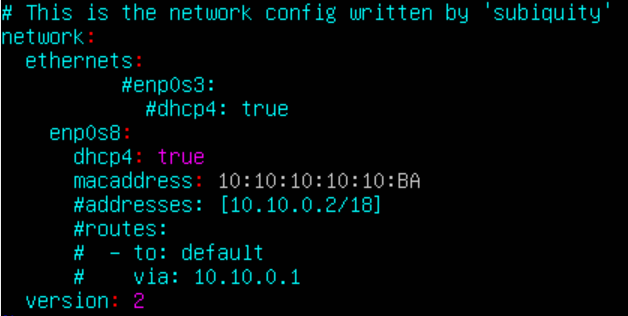 # This is the network config written by 'subiquity'
network:
  ethernets:
          #enp0s3:
            #dhcp4: true
    enp0s8:
      dhcp4: true
      macaddress: 10:10:10:10:10:BA
      #addresses: [10.10.0.2/18]
      #routes:
      #  - to: default
      #    via: 10.10.0.1
  version: 2